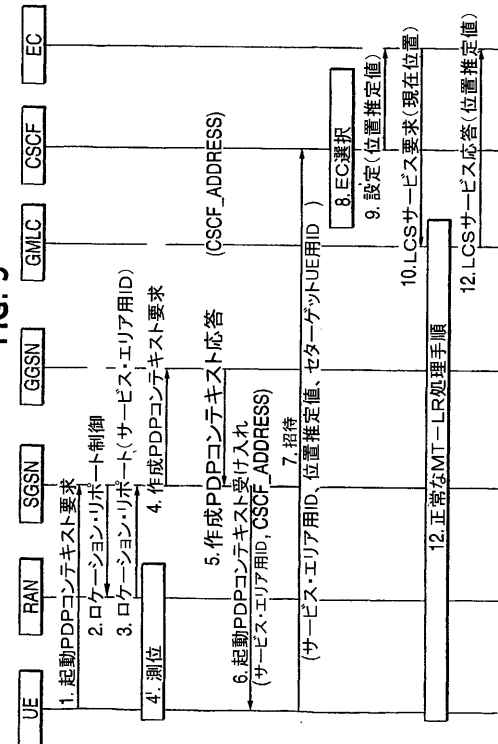 FIG. 5
UE
RAN
SGSN
GGSN
GMLC
CSCF
EC
1. 起動PDPコンテキスト要求
2. ロケーション・リポート制御
3. ロケーション・リポート(サービス・エリア用ID)
4. 作成PDPコンテキスト要求
4'. 測位
5. 作成PDPコンテキスト応答
(CSCF_ADDRESS)
6. 起動PDPコンテキスト受け入れ
(サービス・エリア用ID, CSCF_ADDRESS)
7. 招待
(サービス・エリア用ID、位置推定値、セターゲットUE用ID )
8. EC選択
9. 設定(位置推定値)
10. LCSサービス要求(現在位置)
12. 正常なMT－LR処理手順
12. LCSサービス応答(位置推定値)